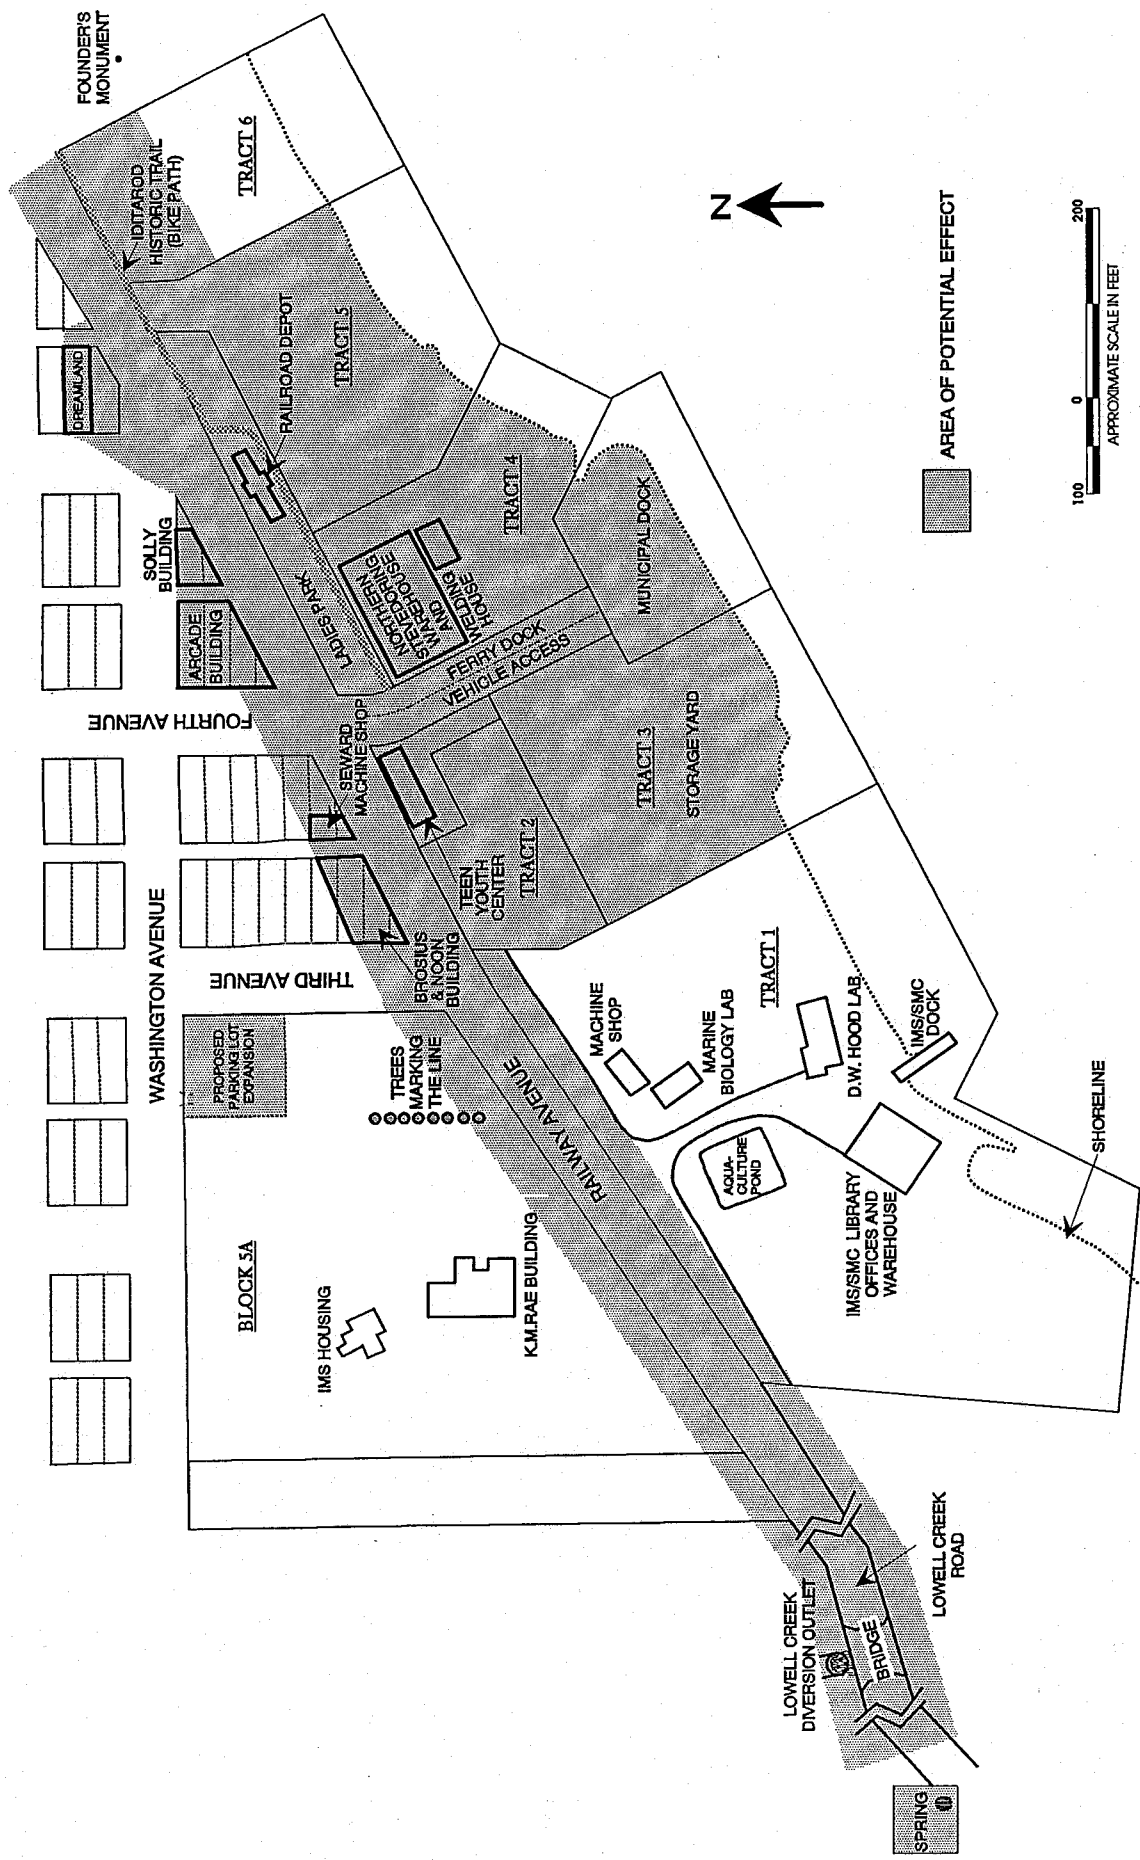 FOUNDER'S
MONUMENT
IDITAROD
HISTORIC TRAIL
(BIKE PATH)
TRACT 6
DREAMLAND
RAILROAD DEPOT
TRACT 5
SOLLY
BUILDING
ARCADE
BUILDING
LADIES PARK
NORTHERN
STEVEDORING
WAREHOUSE
AND
WELDING
HOUSE
TRACT 4
MUNICIPAL DOCK
FERRY DOCK
VEHICLE ACCESS
FOURTH AVENUE
SEWARD
MACHINE SHOP
TEEN
YOUTH
CENTER
TRACT 2
TRACT 3
STORAGE YARD
WASHINGTON AVENUE
THIRD AVENUE
BROSIUS
& NOON
BUILDING
PROPOSED
PARKING LOT
EXPANSION
TREES
MARKING
THE LINE
RAILWAY AVENUE
MACHINE
SHOP
MARINE
BIOLOGY LAB
TRACT 1
D.W. HOOD LAB
IMS/SMC
DOCK
AQUA-
CULTURE
POND
IMS/SMC LIBRARY
OFFICES AND
WAREHOUSE
SHORELINE
BLOCK 5A
IMS HOUSING
K.M.RAE BUILDING
LOWELL CREEK
DIVERSION OUTLET
BRIDGE
LOWELL CREEK
ROAD
SPRING
N
AREA OF POTENTIAL EFFECT
100 0 200
APPROXIMATE SCALE IN FEET